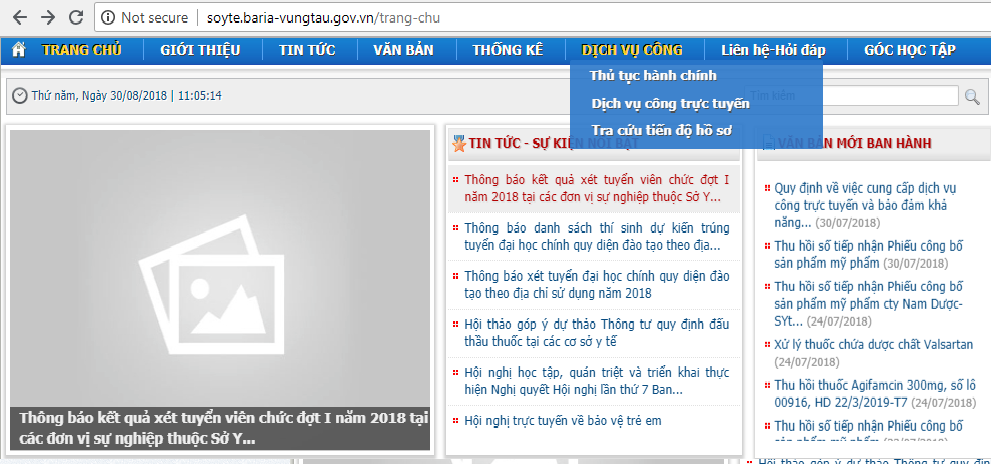 Not secure | soyte.baria-vungtau.gov.vn/trang-chu
TRANG CHỦ GIỚI THIỆU TIN TỨC VĂN BẢN THỐNG KÊ DỊCH VỤ CÔNG Liên hệ-Hỏi đáp GÓC HỌC TẬP
Thủ tục hành chính
Dịch vụ công trực tuyến
Tra cứu tiến độ hồ sơ
Thứ năm, Ngày 30/08/2018 | 11:05:14
Tìm kiếm
Thông báo kết quả xét tuyển viên chức đợt I năm 2018 tại
các đơn vị sự nghiệp thuộc Sở Y...
TIN TỨC - SỰ KIỆN NỔI BẬT
Thông báo kết quả xét tuyển viên chức đợt I
năm 2018 tại các đơn vị sự nghiệp thuộc Sở Y...
Thông báo danh sách thí sinh dự kiến trúng
tuyển đại học chính quy diện đào tạo theo địa...
Thông báo xét tuyển đại học chính quy diện đào
tạo theo địa chỉ sử dụng năm 2018
Hội thảo góp ý dự thảo Thông tư quy định đấu
thầu thuốc tại các cơ sở y tế
Hội nghị học tập, quán triệt và triển khai thực
hiện Nghị quyết Hội nghị lần thứ 7 Ban...
Hội nghị trực tuyến về bảo vệ trẻ em
VĂN BẢN MỚI BAN HÀNH
Quy định về việc cung cấp dịch vụ
công trực tuyến và bảo đảm khả
năng... (30/07/2018)
Thu hồi số tiếp nhận Phiếu công bố
sản phẩm mỹ phẩm (30/07/2018)
Thu hồi số tiếp nhận Phiếu công bố
sản phẩm mỹ phẩm cty Nam Dược-
SYt... (24/07/2018)
Xử lý thuốc chứa dược chất Valsartan
(24/07/2018)
Thu hồi thuốc Agifamcin 300mg, số lô
00916, HD 22/3/2019-T7 (24/07/2018)
Thu hồi số tiếp nhận Phiếu công bố
Hội thảo góp ý dự thảo Thông tư quy định